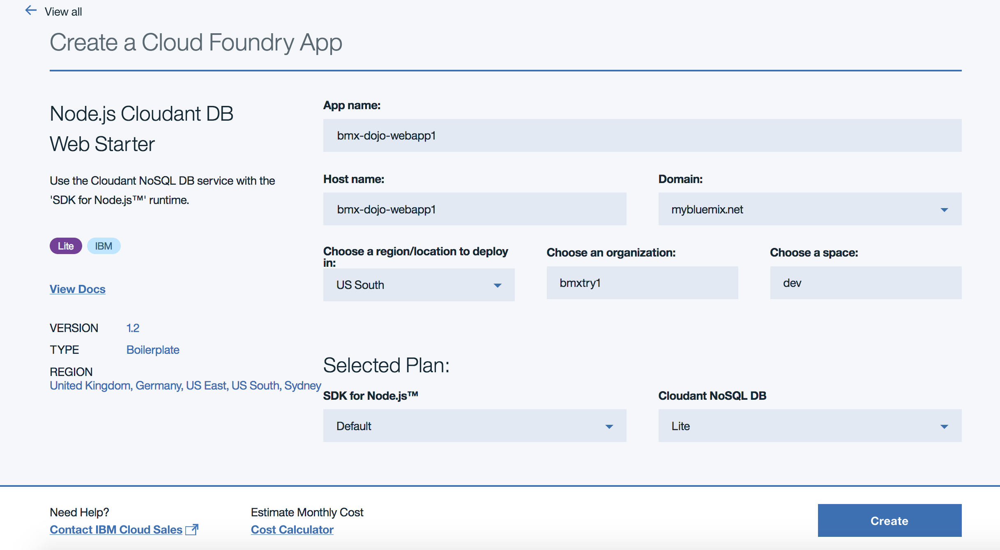 View all
Create a Cloud Foundry App
Node.js Cloudant DB
Web Starter
Use the Cloudant NoSQL DB service with the
'SDK for Node.js™' runtime.
Lite
IBM
View Docs
VERSION 1.2
TYPE Boilerplate
REGION
United Kingdom, Germany, US East, US South, Sydney
App name:
bmx-dojo-webapp1
Host name:
bmx-dojo-webapp1
Domain:
mybluemix.net
Choose a region/location to deploy
in:
US South
Choose an organization:
bmxtry1
Choose a space:
dev
Selected Plan:
SDK for Node.js™
Default
Cloudant NoSQL DB
Lite
Need Help?
Contact IBM Cloud Sales
Estimate Monthly Cost
Cost Calculator
Create